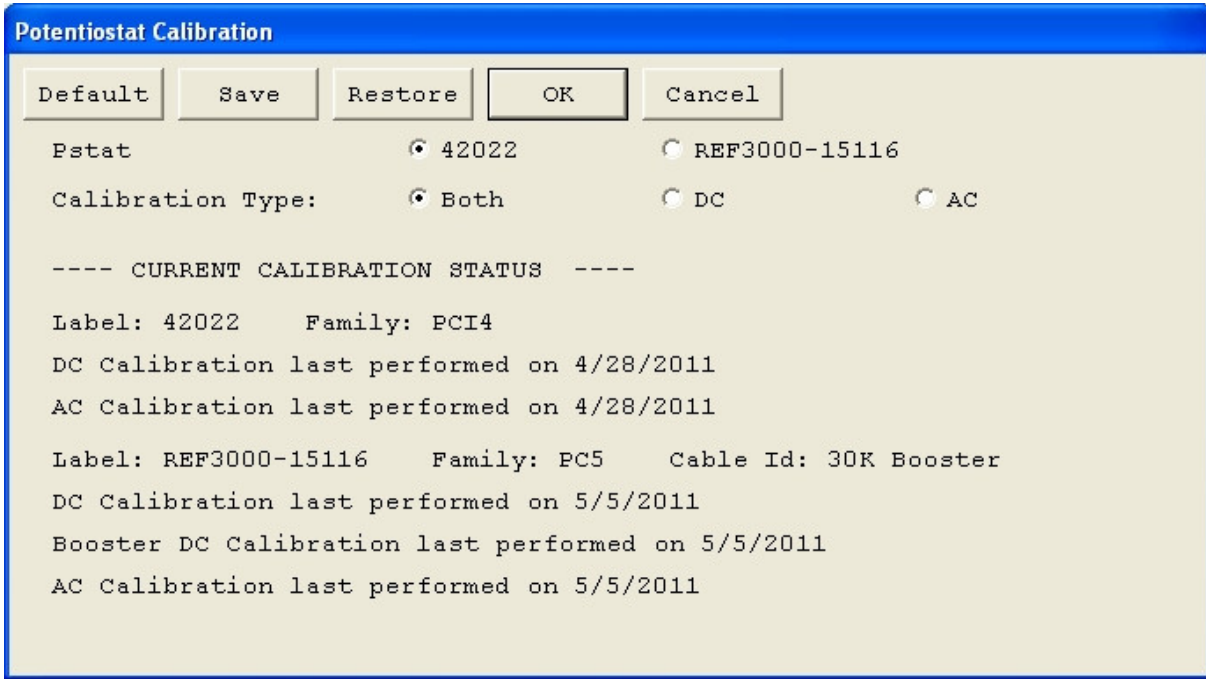 Potentiostat Calibration
Default Save Restore OK Cancel
Pstat 42022 REF3000-15116
Calibration Type: Both DC AC
---- CURRENT CALIBRATION STATUS ----
Label: 42022 Family: PCI4
DC Calibration last performed on 4/28/2011
AC Calibration last performed on 4/28/2011
Label: REF3000-15116 Family: PC5 Cable Id: 30K Booster
DC Calibration last performed on 5/5/2011
Booster DC Calibration last performed on 5/5/2011
AC Calibration last performed on 5/5/2011